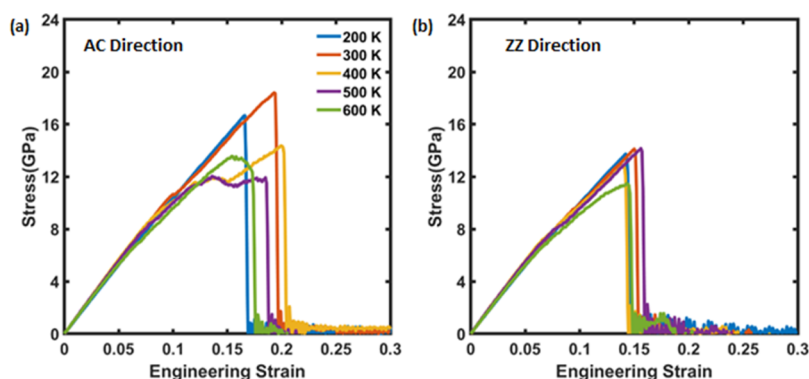 (a)
AC Direction
200 K
300 K
400 K
500 K
600 K
24
20
16
12
8
4
0
Stress(GPa)
0 0.05 0.1 0.15 0.2 0.25 0.3
Engineering Strain
(b)
ZZ Direction
24
20
16
12
8
4
0
Stress(GPa)
0 0.05 0.1 0.15 0.2 0.25 0.3
Engineering Strain